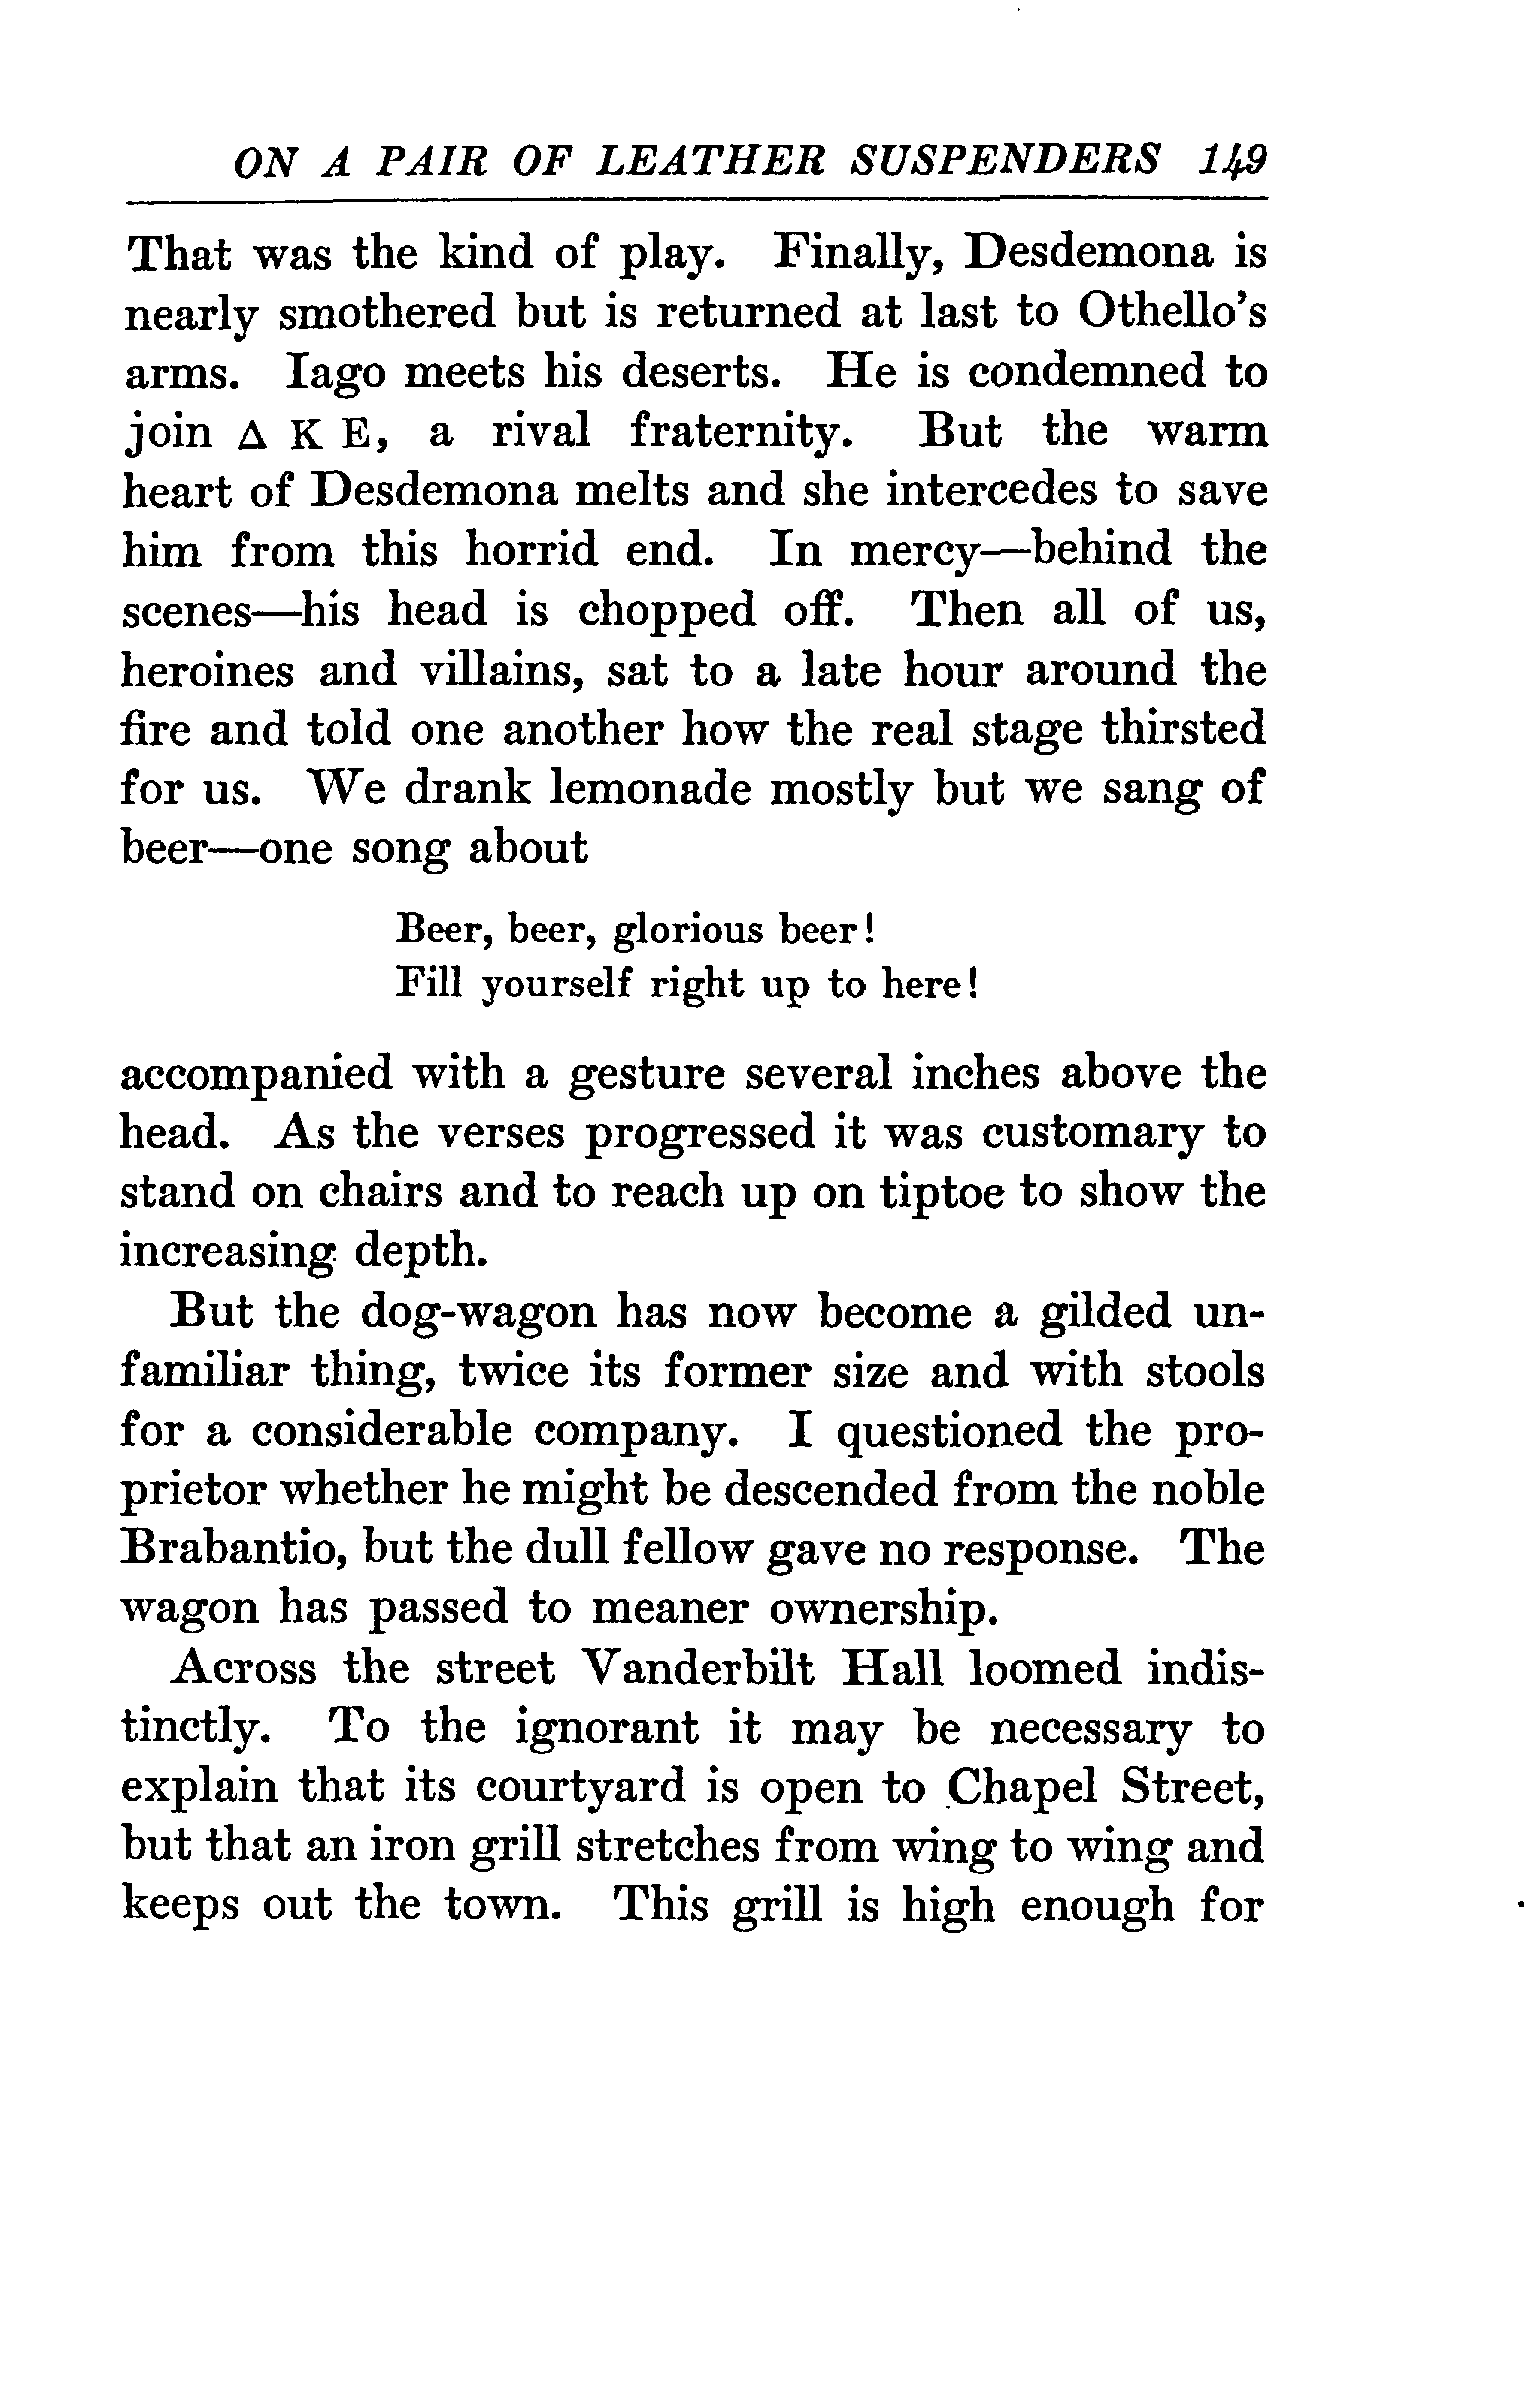 ON A PAIR OF LEATHER SUSPENDERS 149
That was the kind of play. Finally, Desdemona is
nearly smothered but is returned at last to Othello's
arms. Iago meets his deserts. He is condemned to
join Δ Κ Ε, a rival fraternity. But the warm
heart of Desdemona melts and she intercedes to save
him from this horrid end. In mercy—behind the
scenes—his head is chopped off. Then all of us,
heroines and villains, sat to a late hour around the
fire and told one another how the real stage thirsted
for us. We drank lemonade mostly but we sang of
beer—one song about
Beer, beer, glorious beer!
Fill yourself right up to here!
accompanied with a gesture several inches above the
head. As the verses progressed it was customary to
stand on chairs and to reach up on tiptoe to show the
increasing depth.
But the dog-wagon has now become a gilded un-
familiar thing, twice its former size and with stools
for a considerable company. I questioned the pro-
prietor whether he might be descended from the noble
Brabantio, but the dull fellow gave no response. The
wagon has passed to meaner ownership.
Across the street Vanderbilt Hall loomed indis-
tinctly. To the ignorant it may be necessary to
explain that its courtyard is open to Chapel Street,
but that an iron grill stretches from wing to wing and
keeps out the town. This grill is high enough for